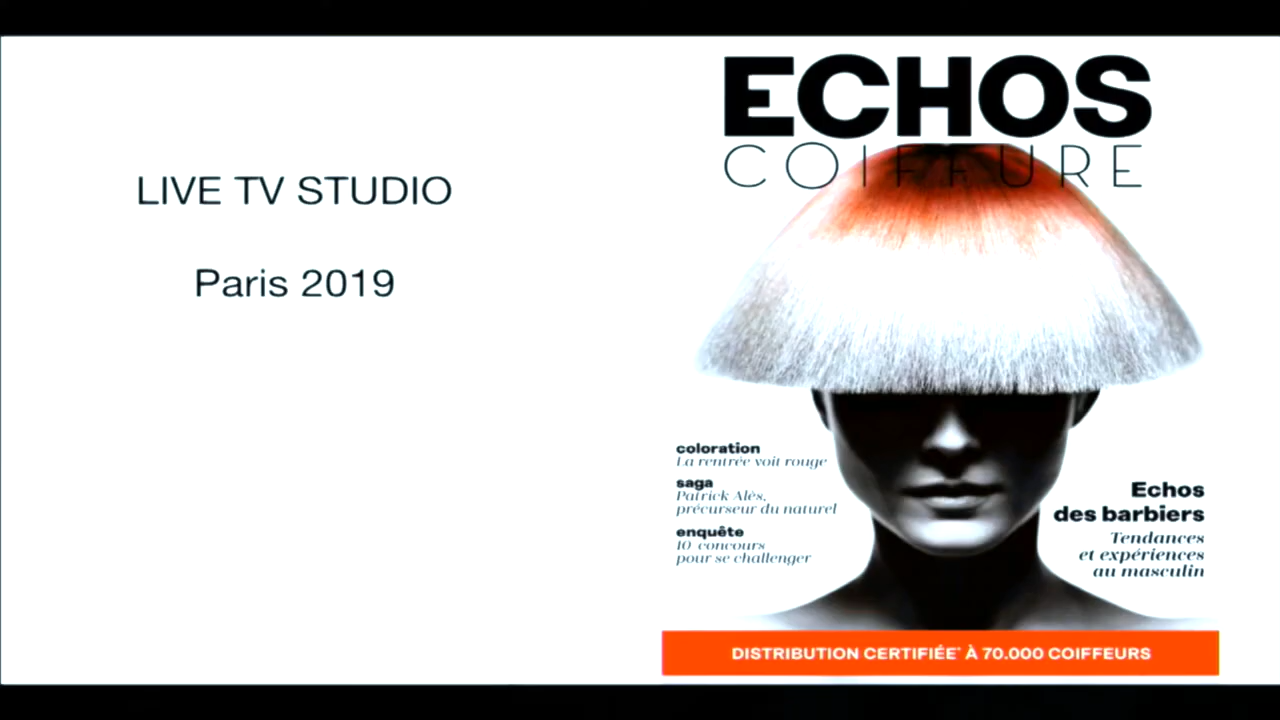 LIVE TV STUDIO
Paris 2019
ECHOS
COIFFURE
coloration
La rentrée voit rouge
saga
Patrick Alès,
précurseur du naturel
enquête
10 concours
pour se challenger
Echos
des barbiers
Tendances
et expériences
au masculin
DISTRIBUTION CERTIFIÉE* À 70.000 COIFFEURS